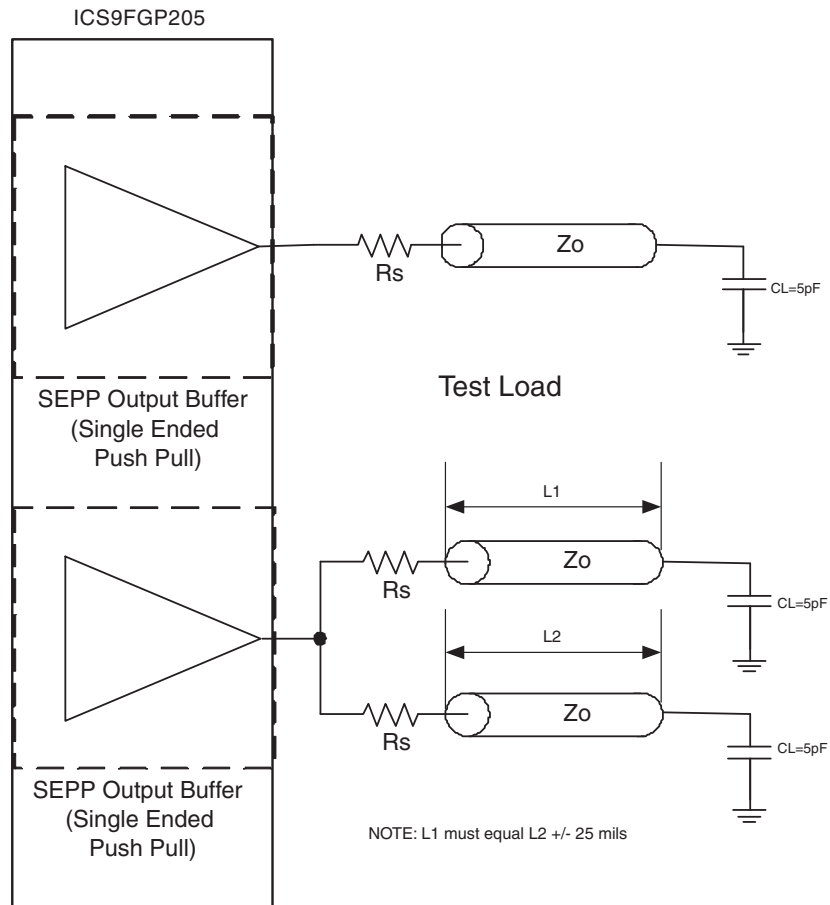 ICS9FGP205
Zo
Rs
CL=5pF
SEPP Output Buffer
(Single Ended
Push Pull)
Test Load
L1
Zo
Rs
CL=5pF
L2
Zo
Rs
CL=5pF
SEPP Output Buffer
(Single Ended
Push Pull)
NOTE: L1 must equal L2 +/- 25 mils